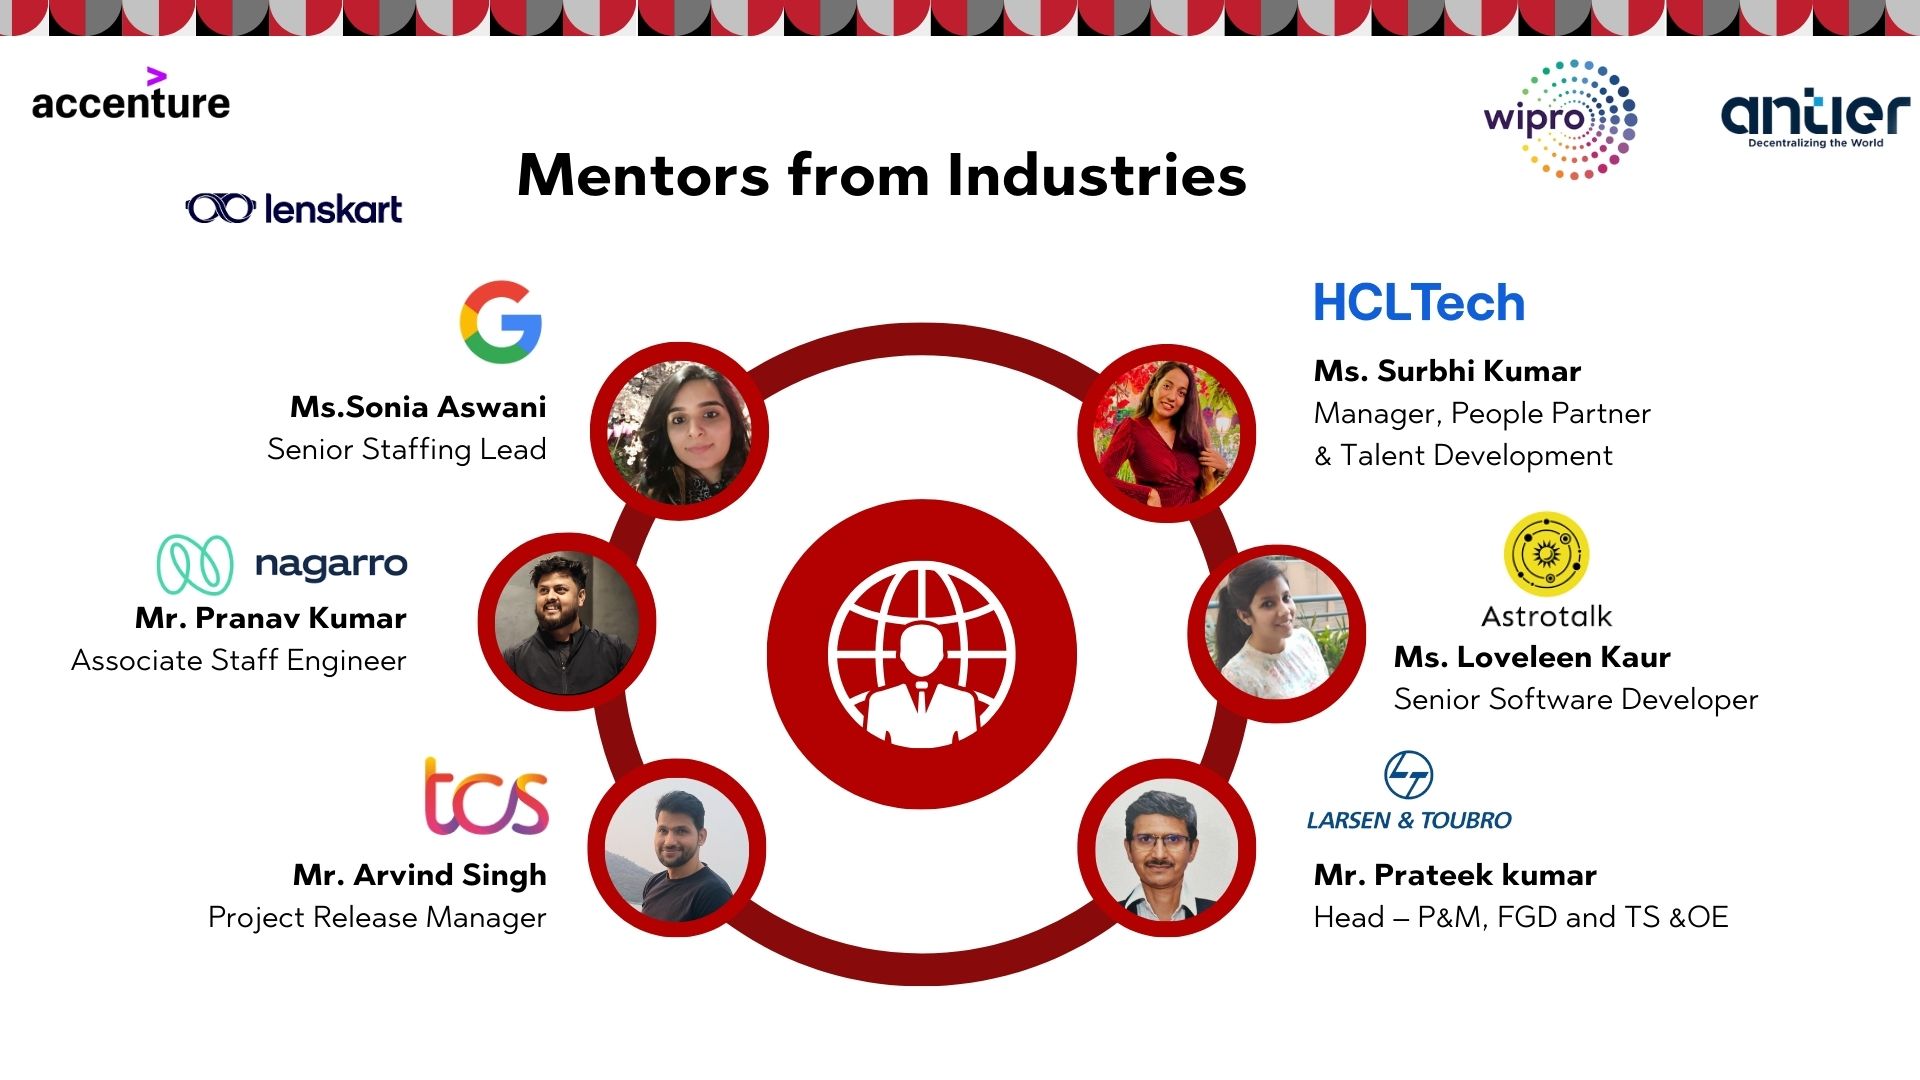 accenture
wipro
antier
Decentralizing the World
Mentors from Industries
lenskart
G
Ms.Sonia Aswani
Senior Staffing Lead
HCLTech
Ms. Surbhi Kumar
Manager, People Partner
& Talent Development
nagarro
Mr. Pranav Kumar
Associate Staff Engineer
Astrotalk
Ms. Loveleen Kaur
Senior Software Developer
tcs
Mr. Arvind Singh
Project Release Manager
LT
LARSEN & TOUBRO
Mr. Prateek kumar
Head – P&M, FGD and TS &OE